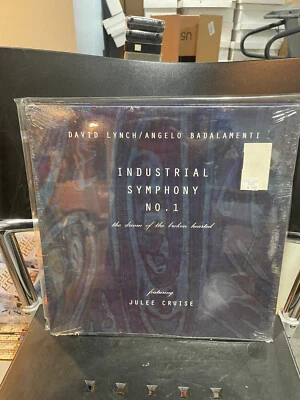 DAVID LYNCH/ANGELO BADALAMENTI
INDUSTRIAL
SYMPHONY
NO.1
the dream of the broken hearted
featuring
JULEE CRUISE